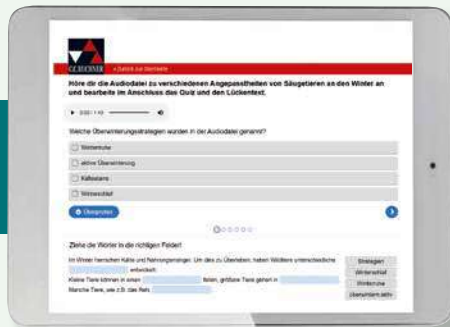 C.C.BUCHNER
» Zurück zur Startseite
Höre dir die Audiodatei zu verschiedenen Angepasstheiten von Säugetieren an den Winter an
und bearbeite im Anschluss das Quiz und den Lückentext.
0:00 / 1:49
Welche Überwinterungsstrategien wurden in der Audiodatei genannt?
Winterruhe
aktive Überwinterung
Kältestarre
Winterschlaf
Überprüfen
Ziehe die Wörter in die richtigen Felder!
Im Winter herrschen Kälte und Nahrungsmangel. Um dies zu überleben, haben Wildtiere unterschiedliche
entwickelt.
Kleine Tiere können in einen fallen, größere Tiere gehen in
Manche Tiere, wie z.B. das Reh,
Strategien
Winterschlaf
Winterruhe
überwintern aktiv